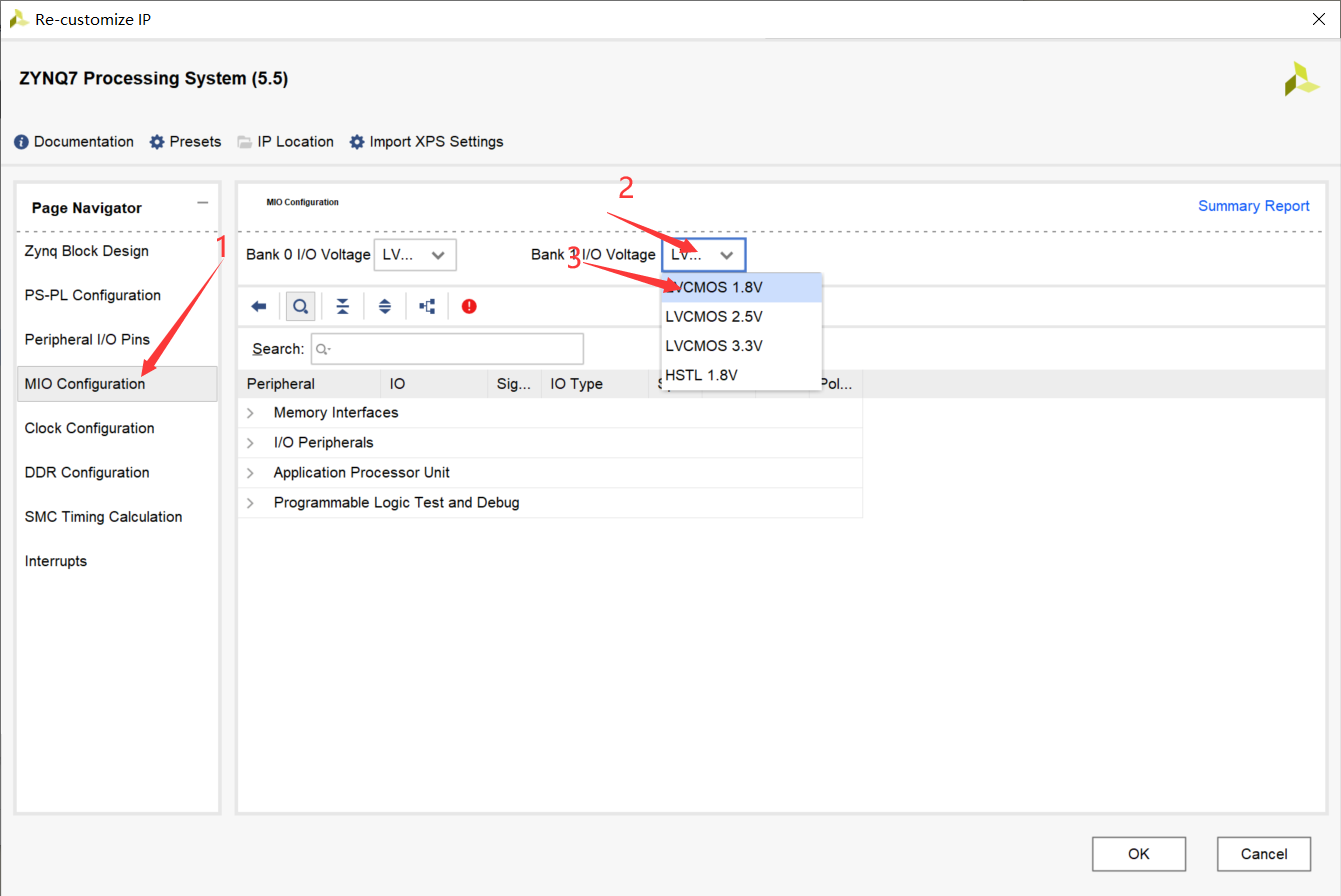 Re-customize IP
ZYNQ7 Processing System (5.5)
Documentation Presets IP Location Import XPS Settings
Page Navigator
Zynq Block Design
PS-PL Configuration
Peripheral I/O Pins
MIO Configuration
Clock Configuration
DDR Configuration
SMC Timing Calculation
Interrupts
1
MIO Configuration
2
Summary Report
Bank 0 I/O Voltage LV...
Bank 1 I/O Voltage LV...
3
LVCMOS 1.8V
LVCMOS 2.5V
LVCMOS 3.3V
HSTL 1.8V
Search:
Peripheral IO Sig... IO Type Pol...
Memory Interfaces
I/O Peripherals
Application Processor Unit
Programmable Logic Test and Debug
OK Cancel